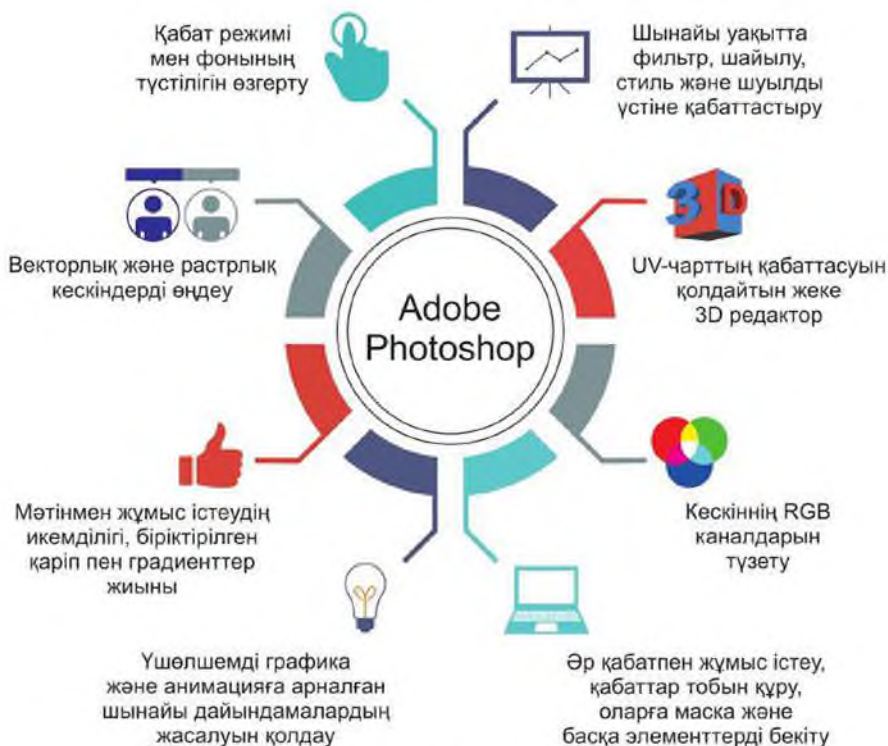 Қабат режимі
мен фонының
түстілігін өзгерту
Шынайы уақытта
фильтр, шайылу,
стиль және шуылды
үстіне қабаттастыру
Векторлық және растрлық
кескіндерді өңдеу
3D
UV-чарттың қабаттасуын
қолдайтын жеке
3D редактор
Adobe
Photoshop
Мәтінмен жұмыс істеудің
икемділігі, біріктірілген
қаріп пен градиенттер
жиыны
Кескіннің RGB
каналдарын
түзету
Үшөлшемді графика
және анимацияға арналған
шынайы дайындамалардың
жасалуын қолдау
Әр қабатпен жұмыс істеу,
қабаттар тобын құру,
оларға маска және
басқа элементтерді бекіту